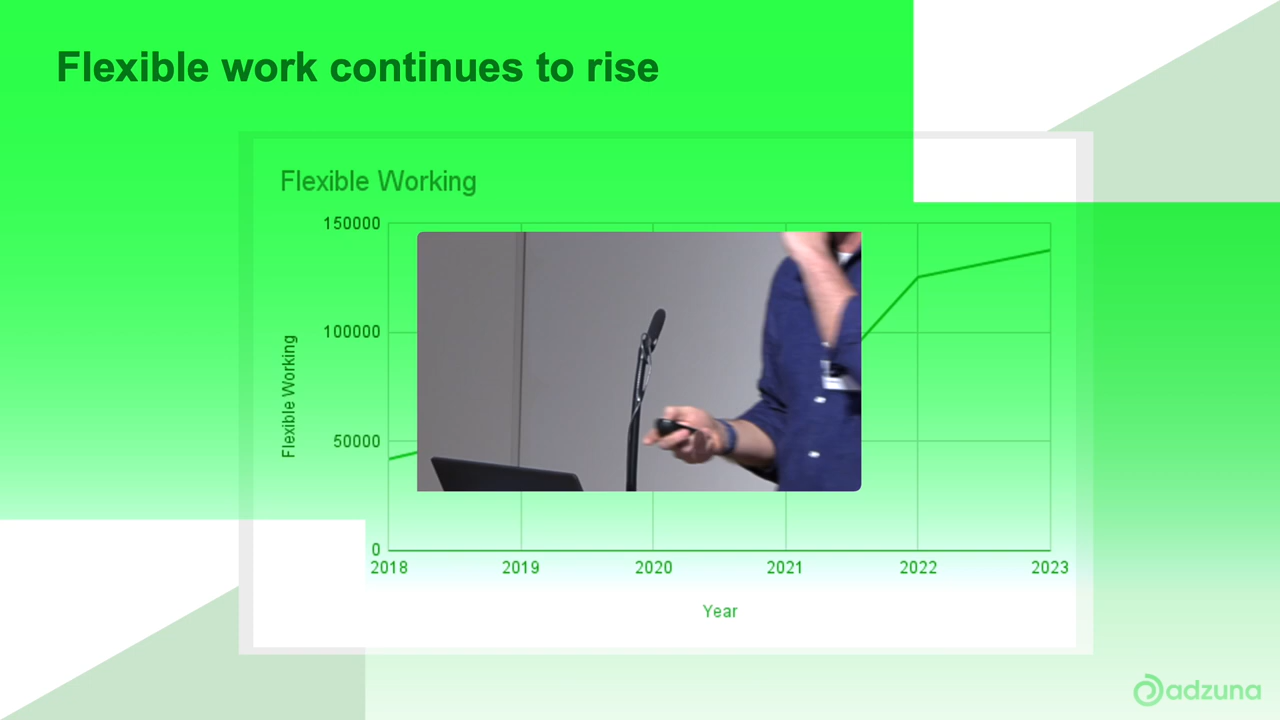 Flexible work continues to rise
Flexible Working
150000
100000
50000
0
Flexible Working
2018 2019 2020 2021 2022 2023
Year
adzuna